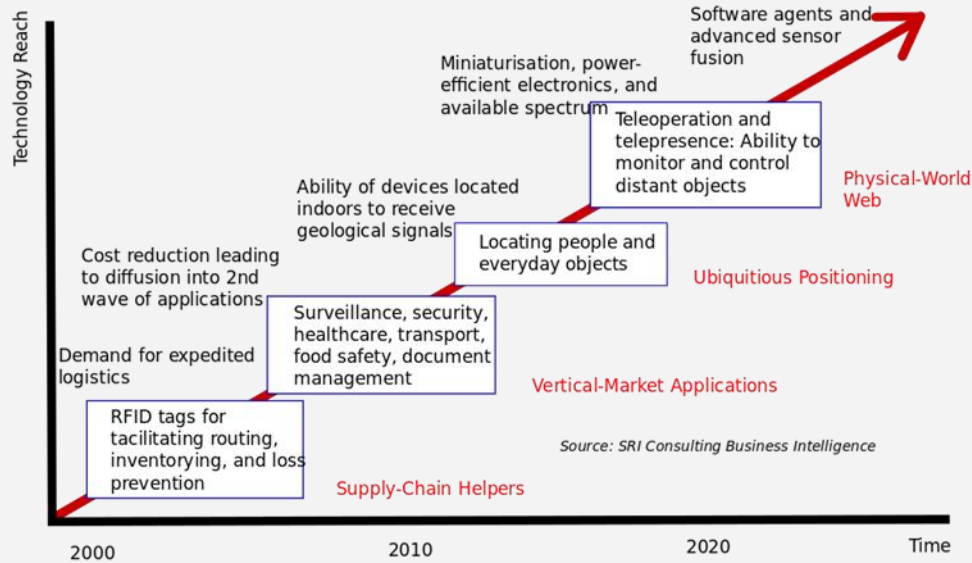 Technology Reach
Software agents and
advanced sensor
fusion
Miniaturisation, power-
efficient electronics, and
available spectrum
Teleoperation and
telepresence: Ability to
monitor and control
distant objects
Physical-World
Web
Ability of devices located
indoors to receive
geological signals
Locating people and
everyday objects
Ubiquitious Positioning
Cost reduction leading
to diffusion into 2nd
wave of applications
Surveillance, security,
healthcare, transport,
food safety, document
management
Vertical-Market Applications
Demand for expedited
logistics
RFID tags for
tacilitating routing,
inventorying, and loss
prevention
Supply-Chain Helpers
Source: SRI Consulting Business Intelligence
2000
2010
2020
Time